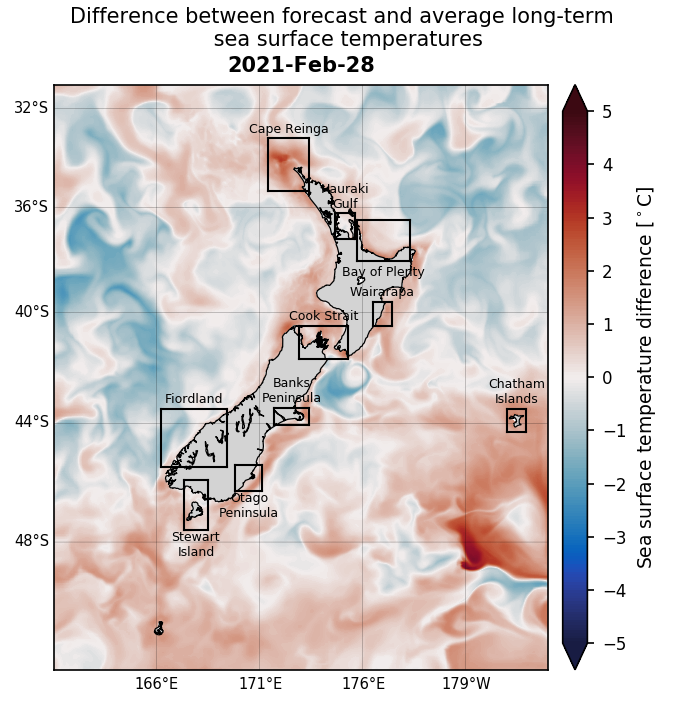 Difference between forecast and average long-term
sea surface temperatures
2021-Feb-28
32°S
36°S
40°S
44°S
48°S
Cape Reinga
Hauraki
Gulf
Bay of Plenty
Wairarapa
Cook Strait
Banks
Peninsula
Fiordland
Chatham
Islands
Otago
Peninsula
Stewart
Island
166°E
171°E
176°E
179°W
5
4
3
2
1
0
−1
−2
−3
−4
−5
Sea surface temperature difference [°C]